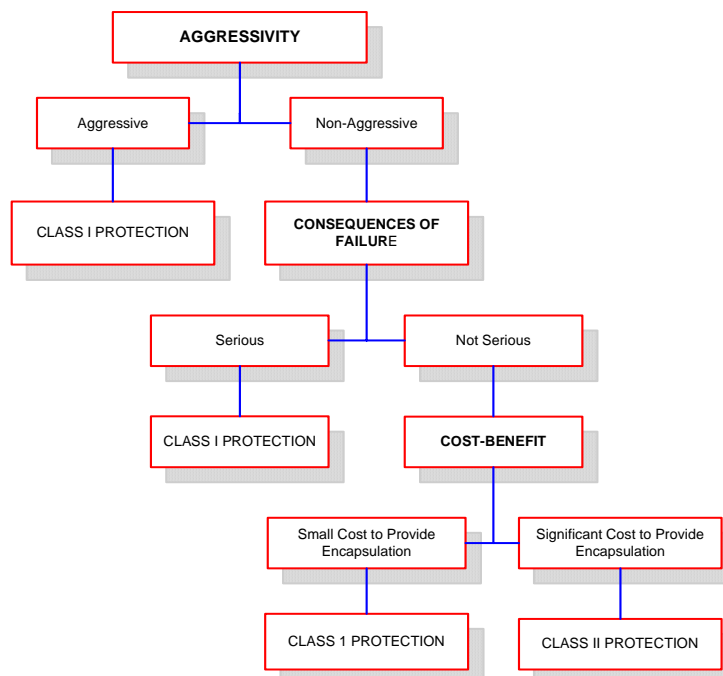 AGGRESSIVITY
Aggressive
Non-Aggressive
CLASS I PROTECTION
CONSEQUENCES OF
FAILURE
Serious
Not Serious
CLASS I PROTECTION
COST-BENEFIT
Small Cost to Provide
Encapsulation
Significant Cost to Provide
Encapsulation
CLASS 1 PROTECTION
CLASS II PROTECTION